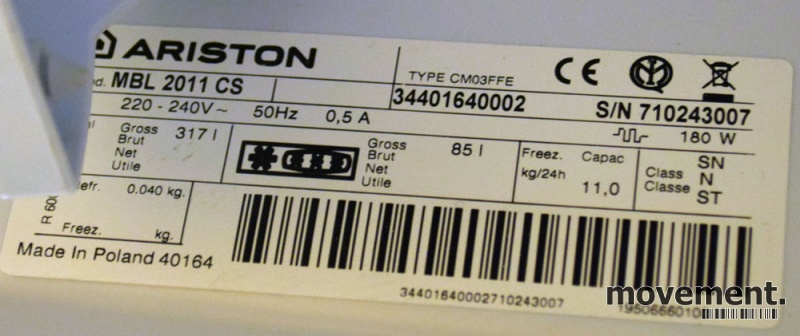 ARISTON
MBL 2011 CS
TYPE CM03FFE
34401640002
S/N 710243007
220 - 240V~ 50Hz 0,5 A
180 W
Gross 317 l
Brut
Net
Utile
Gross 85 l
Brut
Net
Utile
Freez. Capac
kg/24h 11,0
Class SN
Classe N
ST
0.040 kg.
Freez. kg.
Made In Poland 40164
34401640002710243007
movement.